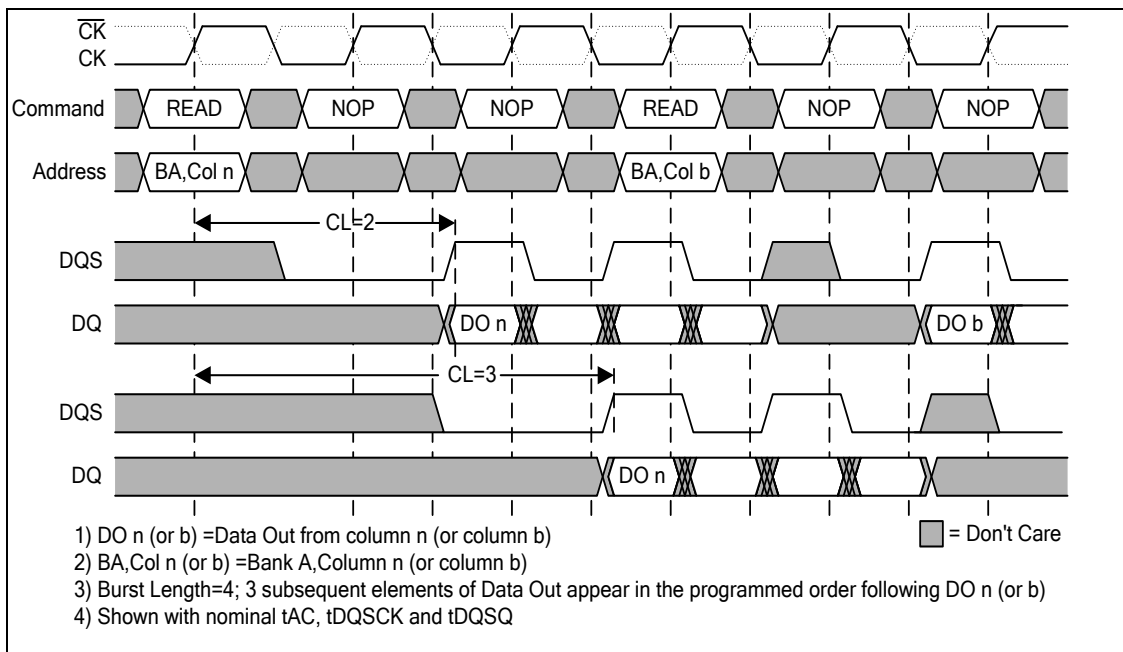 CK
CK
Command READ NOP NOP READ NOP NOP
Address BA,Col n BA,Col b
CL=2
DQS
DQ DO n DO b
CL=3
DQS
DQ DO n
1) DO n (or b) =Data Out from column n (or column b)
= Don't Care
2) BA,Col n (or b) =Bank A,Column n (or column b)
3) Burst Length=4; 3 subsequent elements of Data Out appear in the programmed order following DO n (or b)
4) Shown with nominal tAC, tDQSCK and tDQSQ